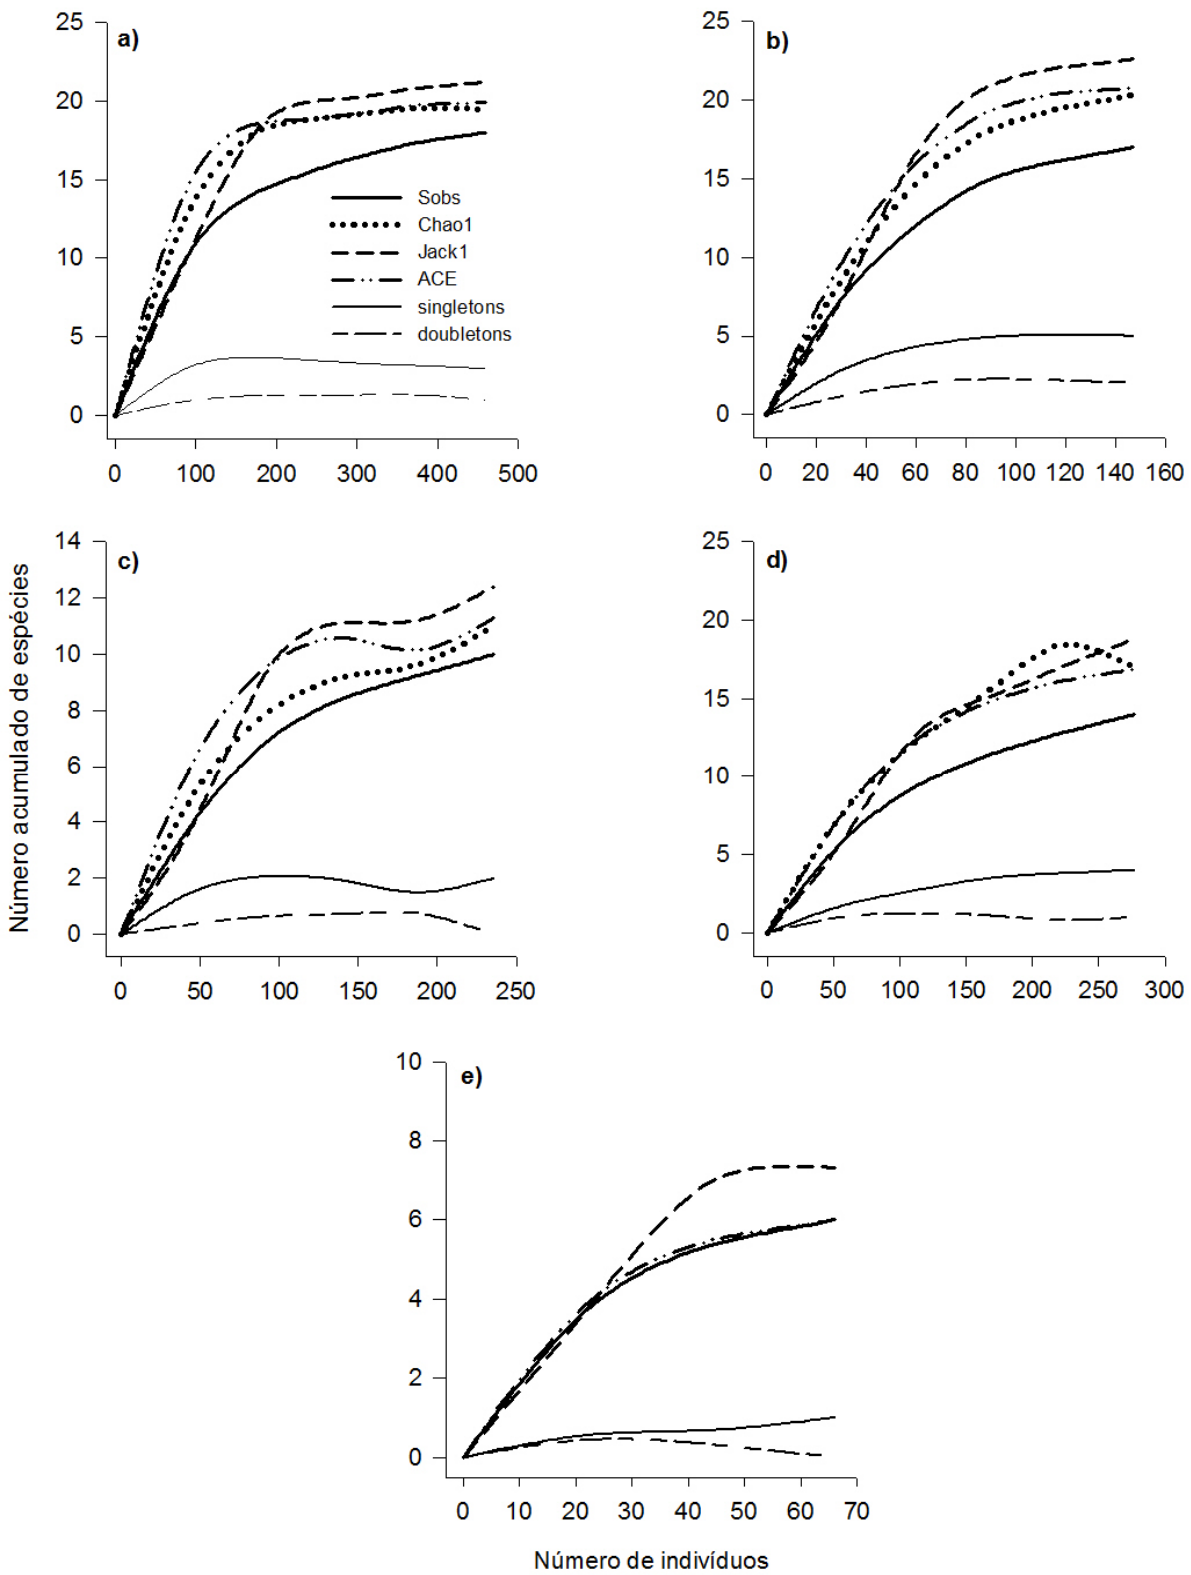 a)
25
20
15
10
5
0
0 100 200 300 400 500
Sobs
Chao1
Jack1
ACE
singletons
doubletons
b)
25
20
15
10
5
0
0 20 40 60 80 100 120 140 160
Número acumulado de espécies
c)
14
12
10
8
6
4
2
0
0 50 100 150 200 250
d)
25
20
15
10
5
0
0 50 100 150 200 250 300
e)
10
8
6
4
2
0
0 10 20 30 40 50 60 70
Número de indivíduos